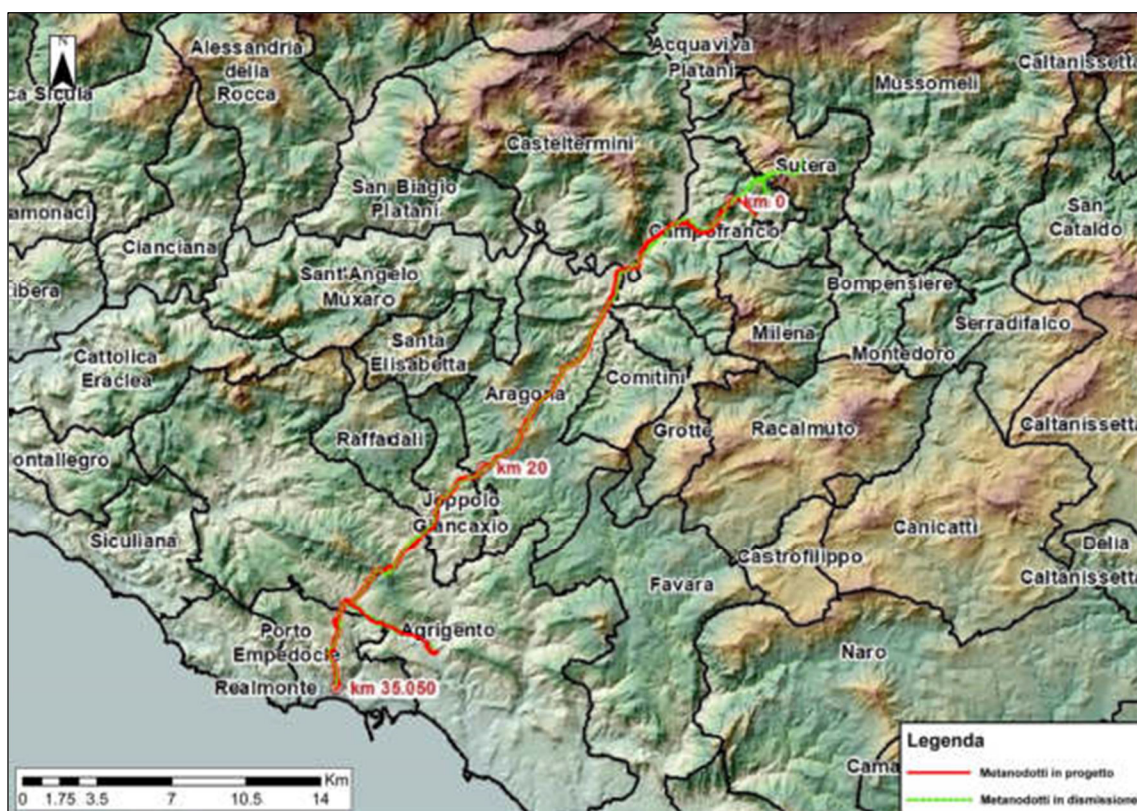 N
Alessandria
della
Rocca
Acquaviva
Platani
Caltanissetta
ca Sicula
Mussomeli
Casteltermini
Sutera
San Biagio
Platani
km 0
amonaci
Campofranco
San
Cataldo
Cianciana
Sant'Angelo
Muxaro
Bompensiere
ibera
Serradifalco
Milena
Santa
Elisabetta
Montedoro
Cattolica
Eraclea
Comitini
Aragona
Grotte
Racalmuto
Caltanissetta
Raffadali
ontallegro
km 20
Joppolo
Giancaxio
Siculiana
Canicattì
Delia
Castrofilippo
Favara
Caltanissetta
Porto
Empedocle
Agrigento
Naro
Realmonte
km 35.050
Legenda
Cama
Metanodotti in progetto
Metanodotti in dismissione
Km
0 1.75 3.5 7 10.5 14